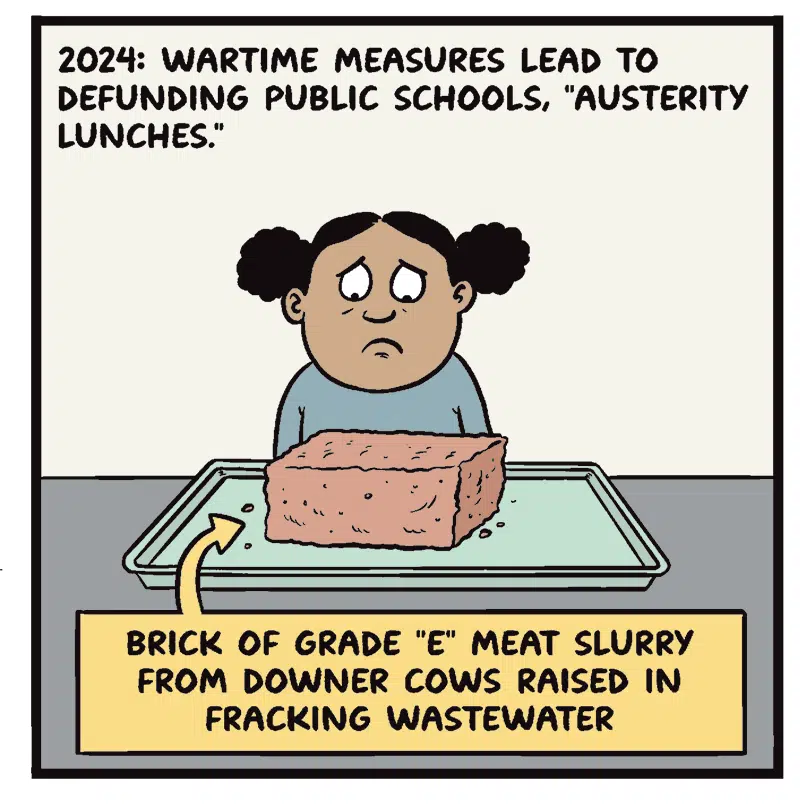 2024: WARTIME MEASURES LEAD TO
DEFUNDING PUBLIC SCHOOLS, "AUSTERITY
LUNCHES."
BRICK OF GRADE "E" MEAT SLURRY
FROM DOWNER COWS RAISED IN
FRACKING WASTEWATER